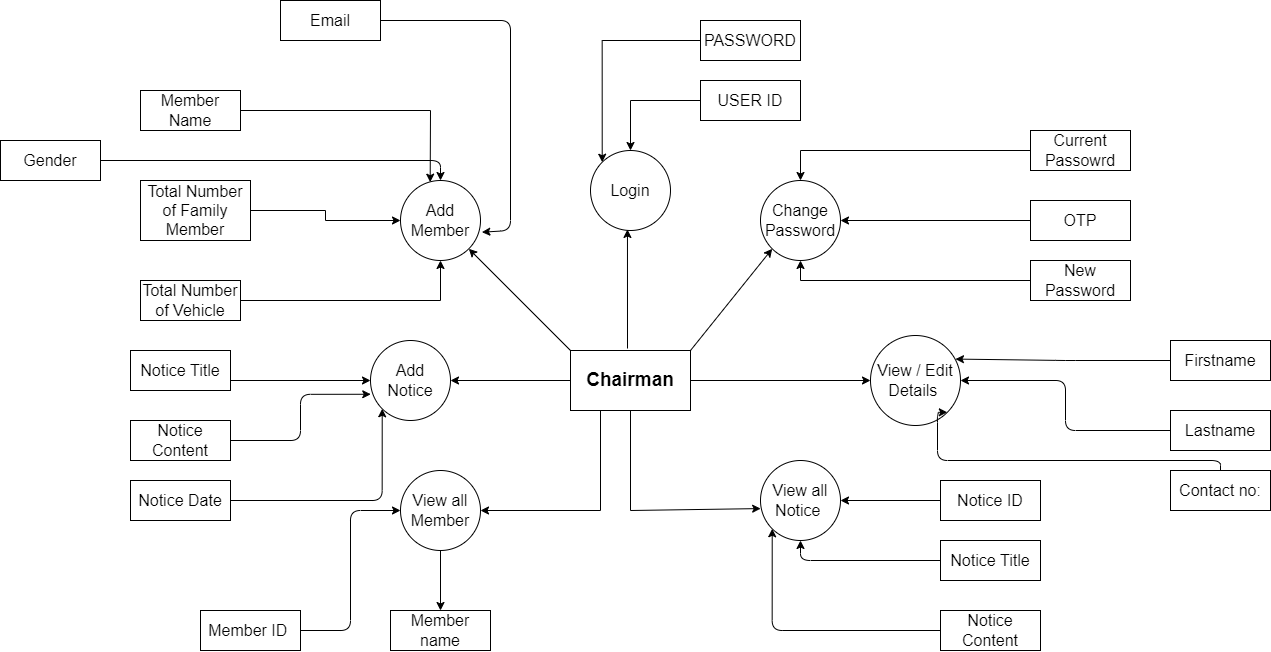 Email
PASSWORD
USER ID
Member
Name
Gender
Total Number
of Family
Member
Total Number
of Vehicle
Add
Member
Login
Change
Password
Current
Passowrd
OTP
New
Password
Notice Title
Notice
Content
Notice Date
Add
Notice
Chairman
View / Edit
Details
Firstname
Lastname
Contact no:
View all
Member
Member ID
Member
name
View all
Notice
Notice ID
Notice Title
Notice
Content